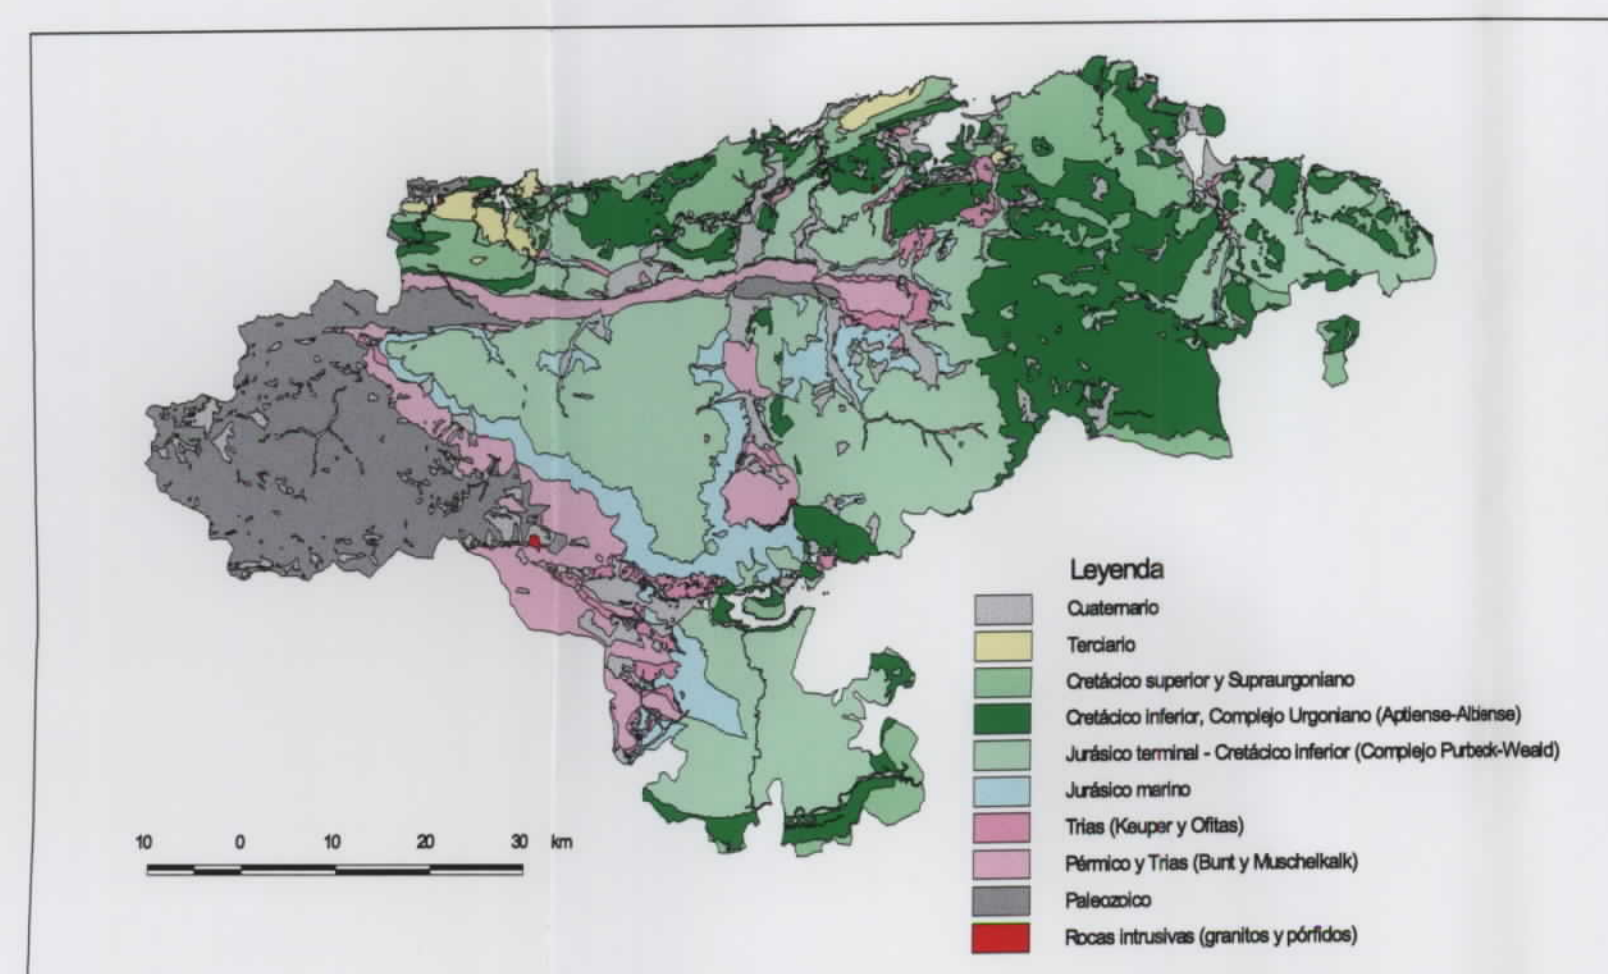 Leyenda
Cuaternario
Terciario
Cretácico superior y Supraurgoniano
Cretácico inferior, Complejo Urgoniano (Aptiense-Albiense)
Jurásico terminal - Cretácico inferior (Complejo Purbeck-Weald)
Jurásico marino
Trias (Keuper y Ofitas)
Pérmico y Trias (Bunt y Muschelkalk)
Paleozoico
Rocas intrusivas (granitos y pórfidos)
10 0 10 20 30 km